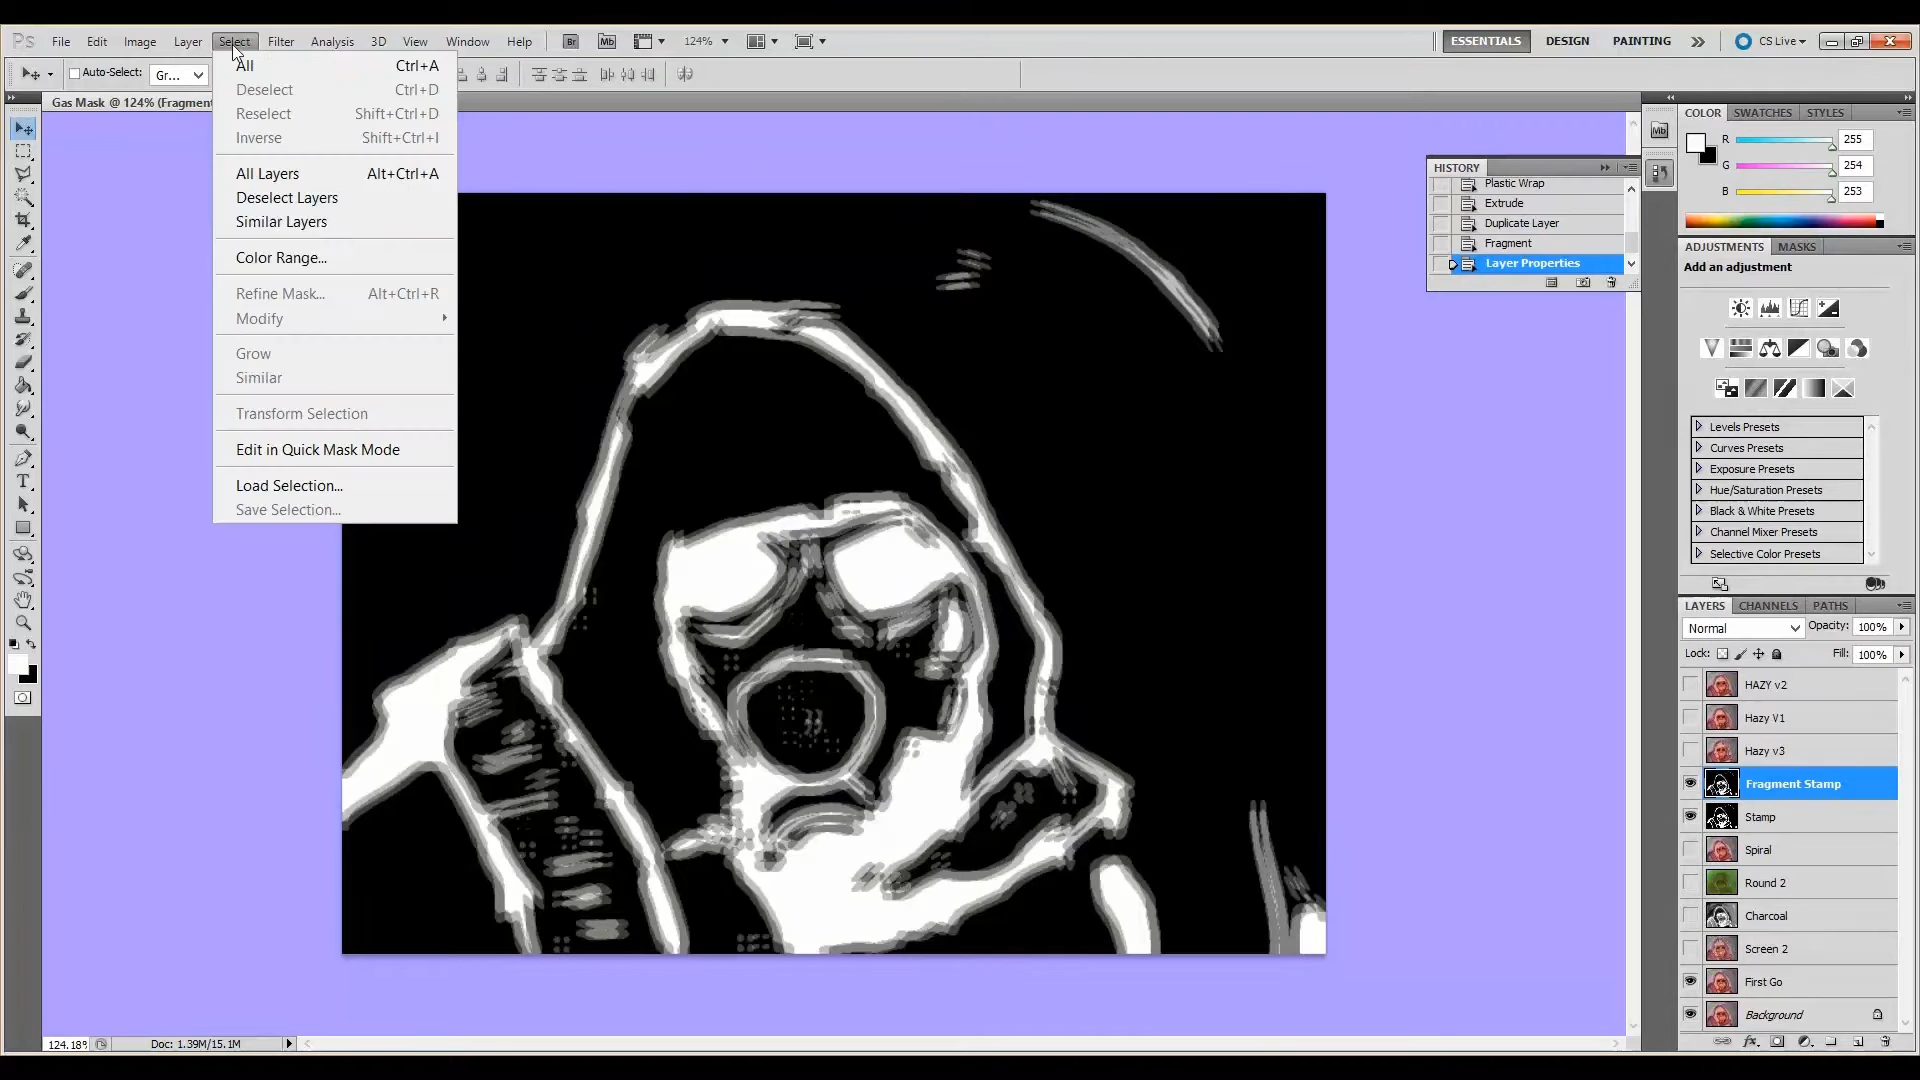 Ps File Edit Image Layer Select Filter Analysis 3D View Window Help Br Mb 124% ESSENTIALS DESIGN PAINTING CS Live
Auto-Select: Gr...
Gas Mask @ 124% (Fragment
All Ctrl+A
Deselect Ctrl+D
Reselect Shift+Ctrl+D
Inverse Shift+Ctrl+I
All Layers Alt+Ctrl+A
Deselect Layers
Similar Layers
Color Range...
Refine Mask... Alt+Ctrl+R
Modify
Grow
Similar
Transform Selection
Edit in Quick Mask Mode
Load Selection...
Save Selection...
HISTORY
Plastic Wrap
Extrude
Duplicate Layer
Fragment
Layer Properties
Mb
COLOR SWATCHES STYLES
R 255
G 254
B 253
ADJUSTMENTS MASKS
Add an adjustment
Levels Presets
Curves Presets
Exposure Presets
Hue/Saturation Presets
Black & White Presets
Channel Mixer Presets
Selective Color Presets
LAYERS CHANNELS PATHS
Normal Opacity: 100%
Lock: Fill: 100%
HAZY v2
Hazy V1
Hazy v3
Fragment Stamp
Stamp
Spiral
Round 2
Charcoal
Screen 2
First Go
Background
124.18% Doc: 1.39M/15.1M